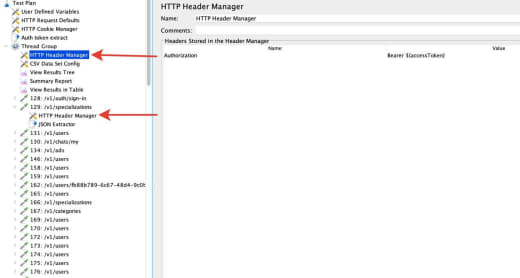 Test Plan
User Defined Variables
HTTP Request Defaults
HTTP Cookie Manager
Auth token extract
Thread Group
HTTP Header Manager
CSV Data Set Config
View Results Tree
Summary Report
View Results in Table
128: /v1/auth/sign-in
129: /v1/specializations
HTTP Header Manager
JSON Extractor
131: /v1/users
130: /v1/chats/my
134: /v1/ads
146: /v1/users
158: /v1/users
159: /v1/users
162: /v1/users/fb88b789-6c67-48d4-9c0b
165: /v1/users
166: /v1/specializations
167: /v1/categories
169: /v1/users
170: /v1/users
172: /v1/users
173: /v1/users
174: /v1/users
175: /v1/users
176: /v1/users
HTTP Header Manager
Name: HTTP Header Manager
Comments:
Headers Stored in the Header Manager
Name: Value
Authorization Bearer ${accessToken}